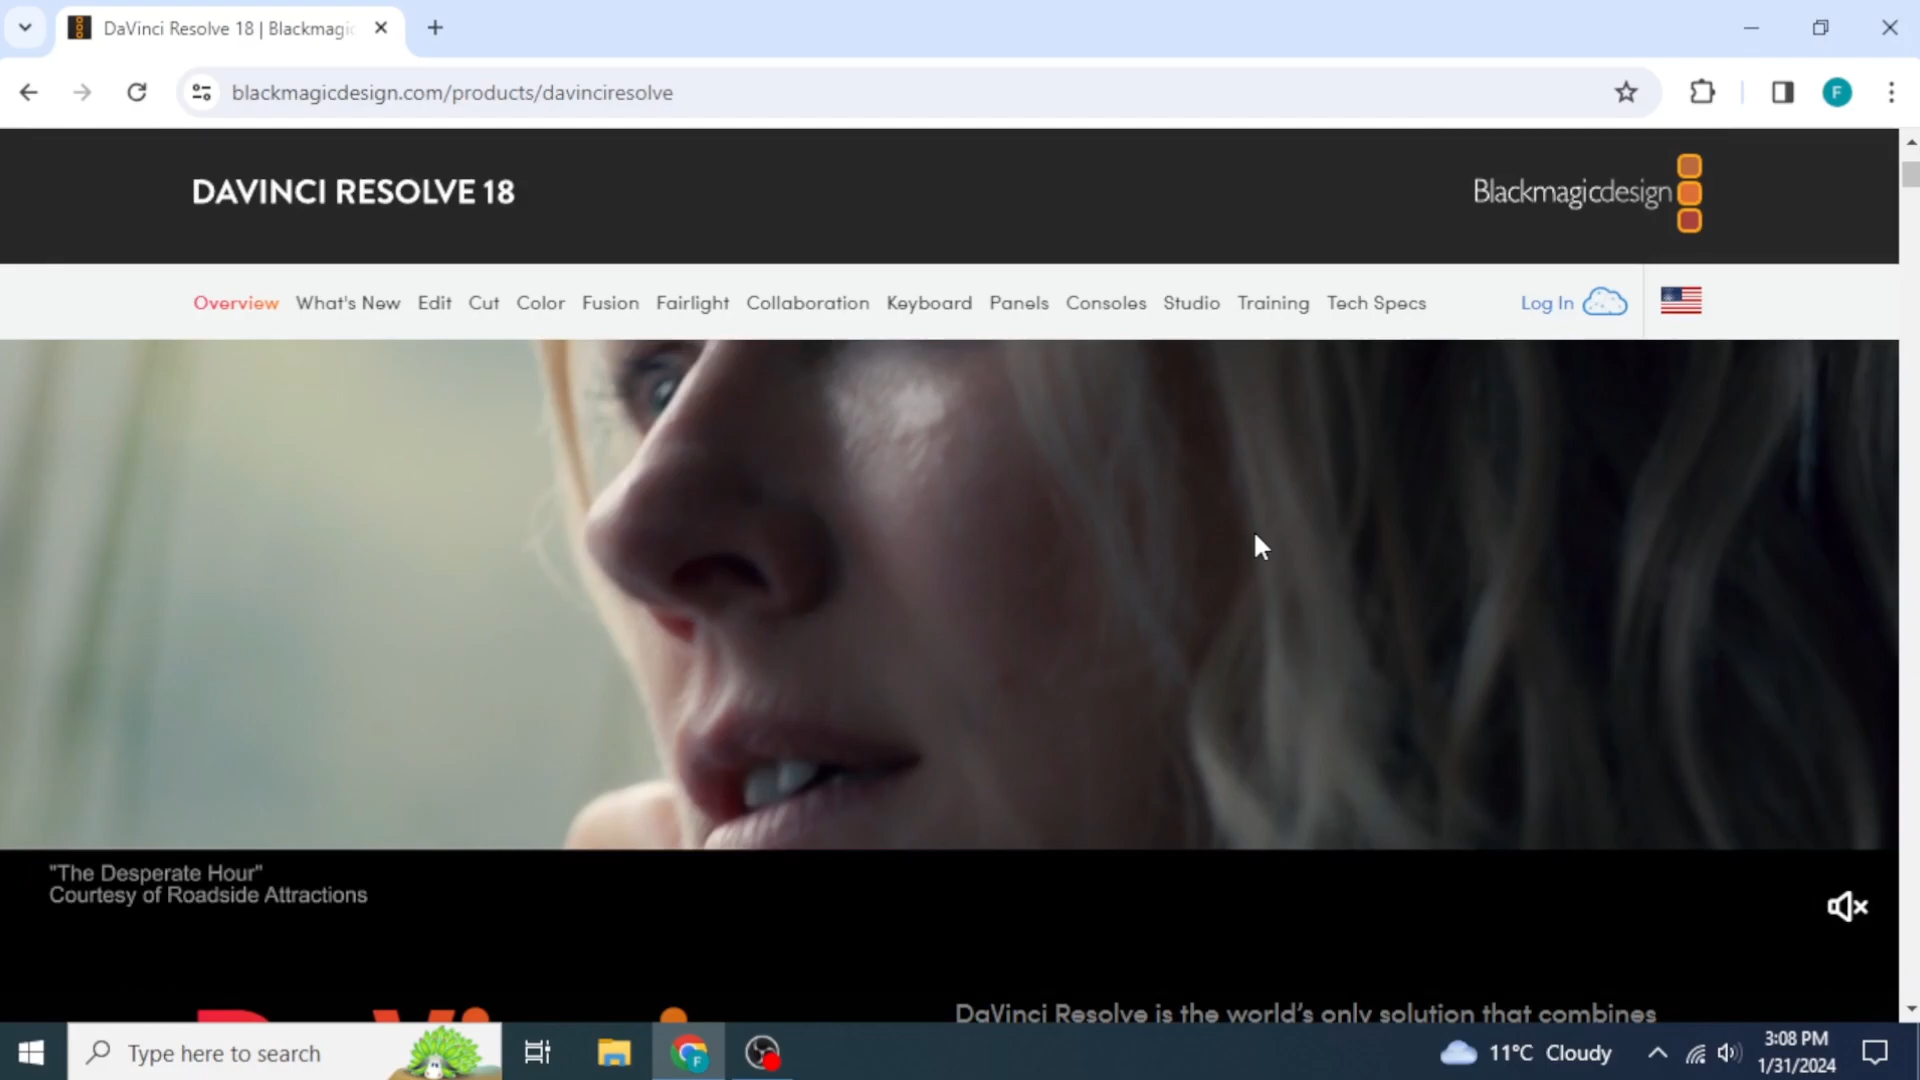 DaVinci Resolve 18 | Blackmagic
blackmagicdesign.com/products/davinciresolve
F
DAVINCI RESOLVE 18
Blackmagicdesign
Overview What's New Edit Cut Color Fusion Fairlight Collaboration Keyboard Panels Consoles Studio Training Tech Specs Log In
"The Desperate Hour"
Courtesy of Roadside Attractions
DaVinci
DaVinci Resolve is the world's only solution that combines
Type here to search
F
11°C Cloudy
3:08 PM
1/31/2024